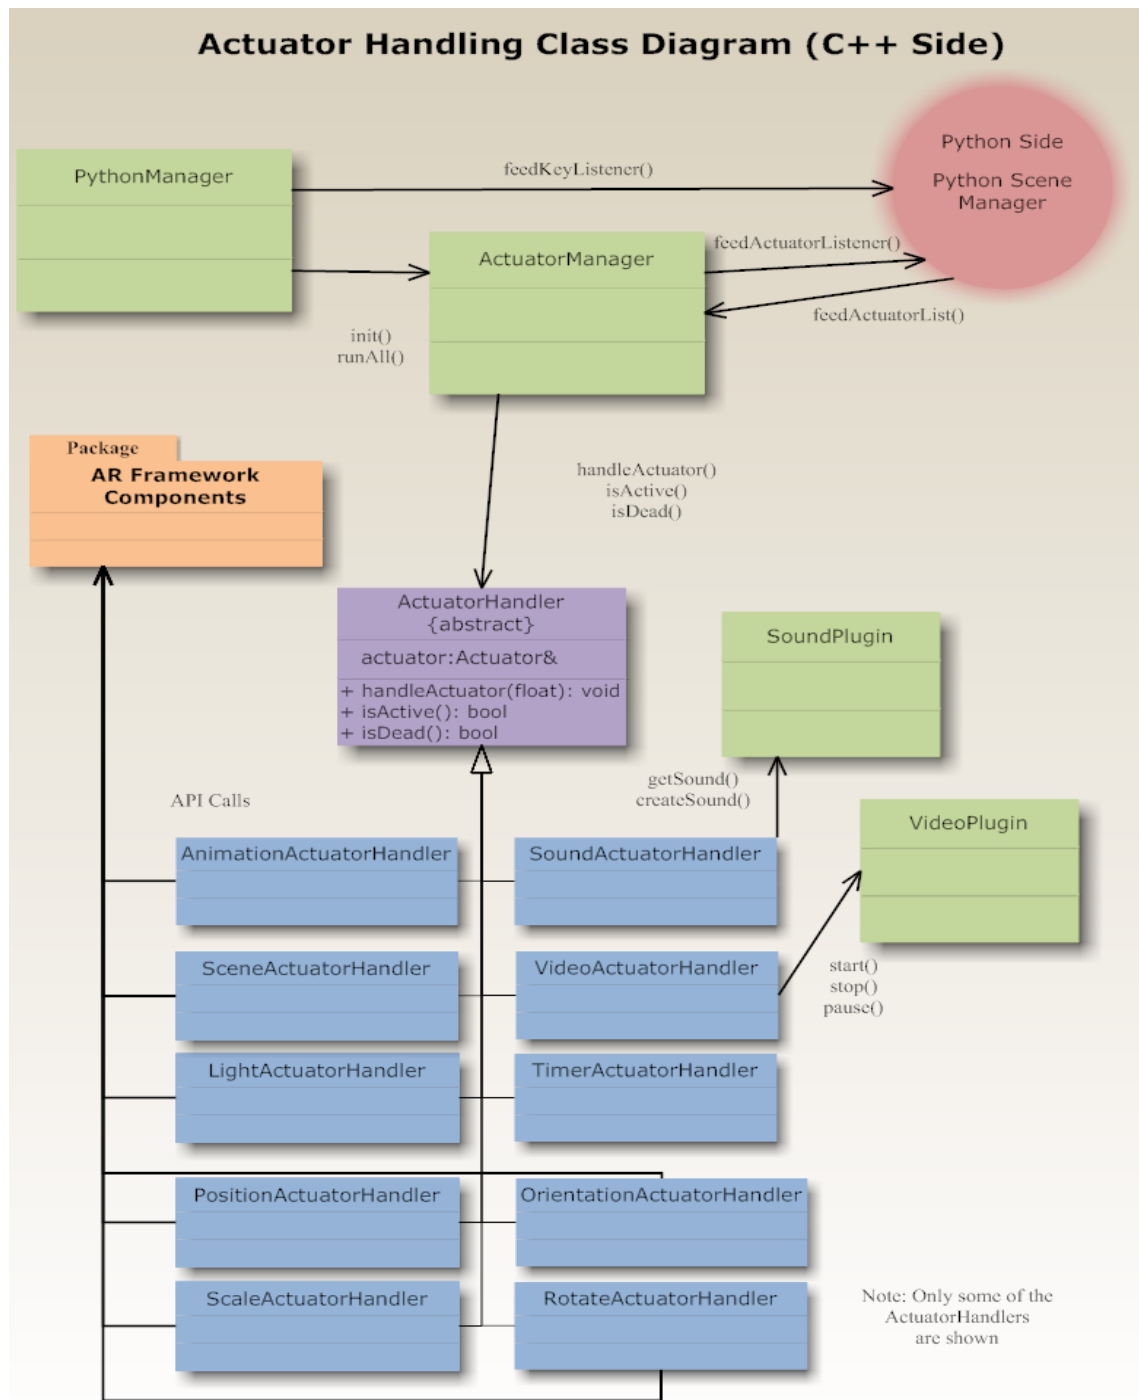 Actuator Handling Class Diagram (C++ Side)
Python Side
Python Scene
Manager
PythonManager
feedKeyListener()
ActuatorManager
feedActuatorListener()
feedActuatorList()
init()
runAll()
Package
AR Framework
Components
handleActuator()
isActive()
isDead()
ActuatorHandler
{abstract}
actuator:Actuator&
+ handleActuator(float): void
+ isActive(): bool
+ isDead(): bool
SoundPlugin
getSound()
createSound()
API Calls
VideoPlugin
AnimationActuatorHandler
SoundActuatorHandler
SceneActuatorHandler
VideoActuatorHandler
start()
stop()
pause()
LightActuatorHandler
TimerActuatorHandler
PositionActuatorHandler
OrientationActuatorHandler
ScaleActuatorHandler
RotateActuatorHandler
Note: Only some of the
ActuatorHandlers
are shown